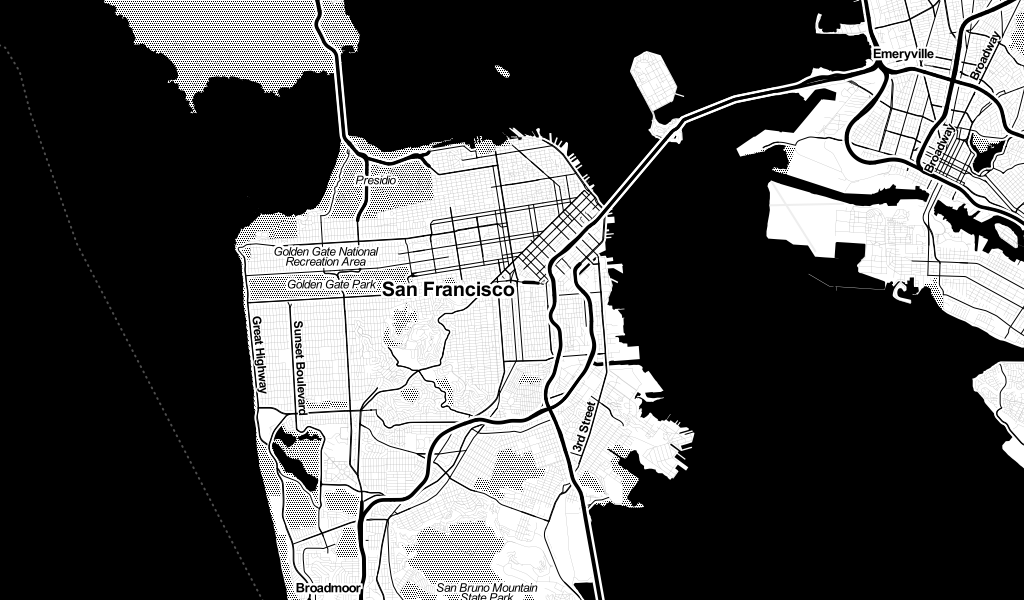 Emeryville
Broadway
Broadway
Presidio
Golden Gate National
Recreation Area
Golden Gate Park
San Francisco
Great Highway
Sunset Boulevard
3rd Street
Broadmoor
San Bruno Mountain
State Park